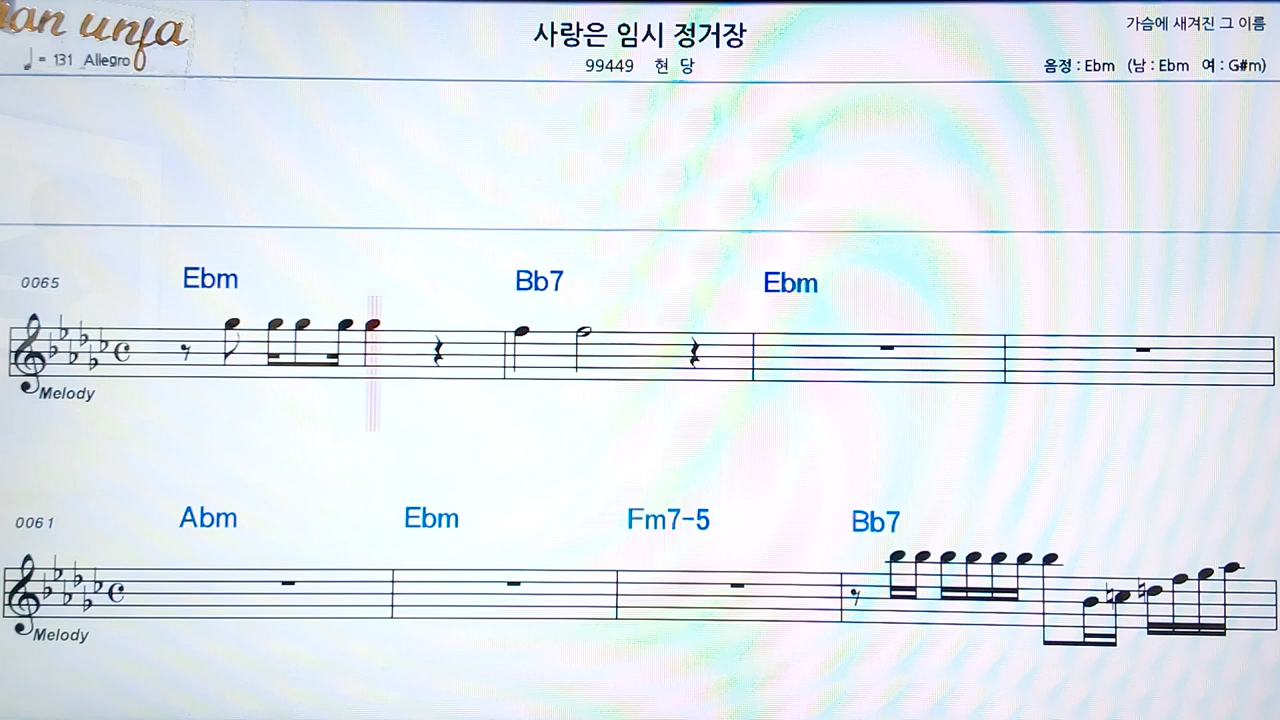 an unja
♩= 131 Allegro
사랑은 임시 정거장
99449 현 당
가슴에 새겨진 그 이름
음정 : Ebm (남 : Ebm 여 : G#m)
0065 Ebm Bb7 Ebm
Melody
0061 Abm Ebm Fm7-5 Bb7
Melody